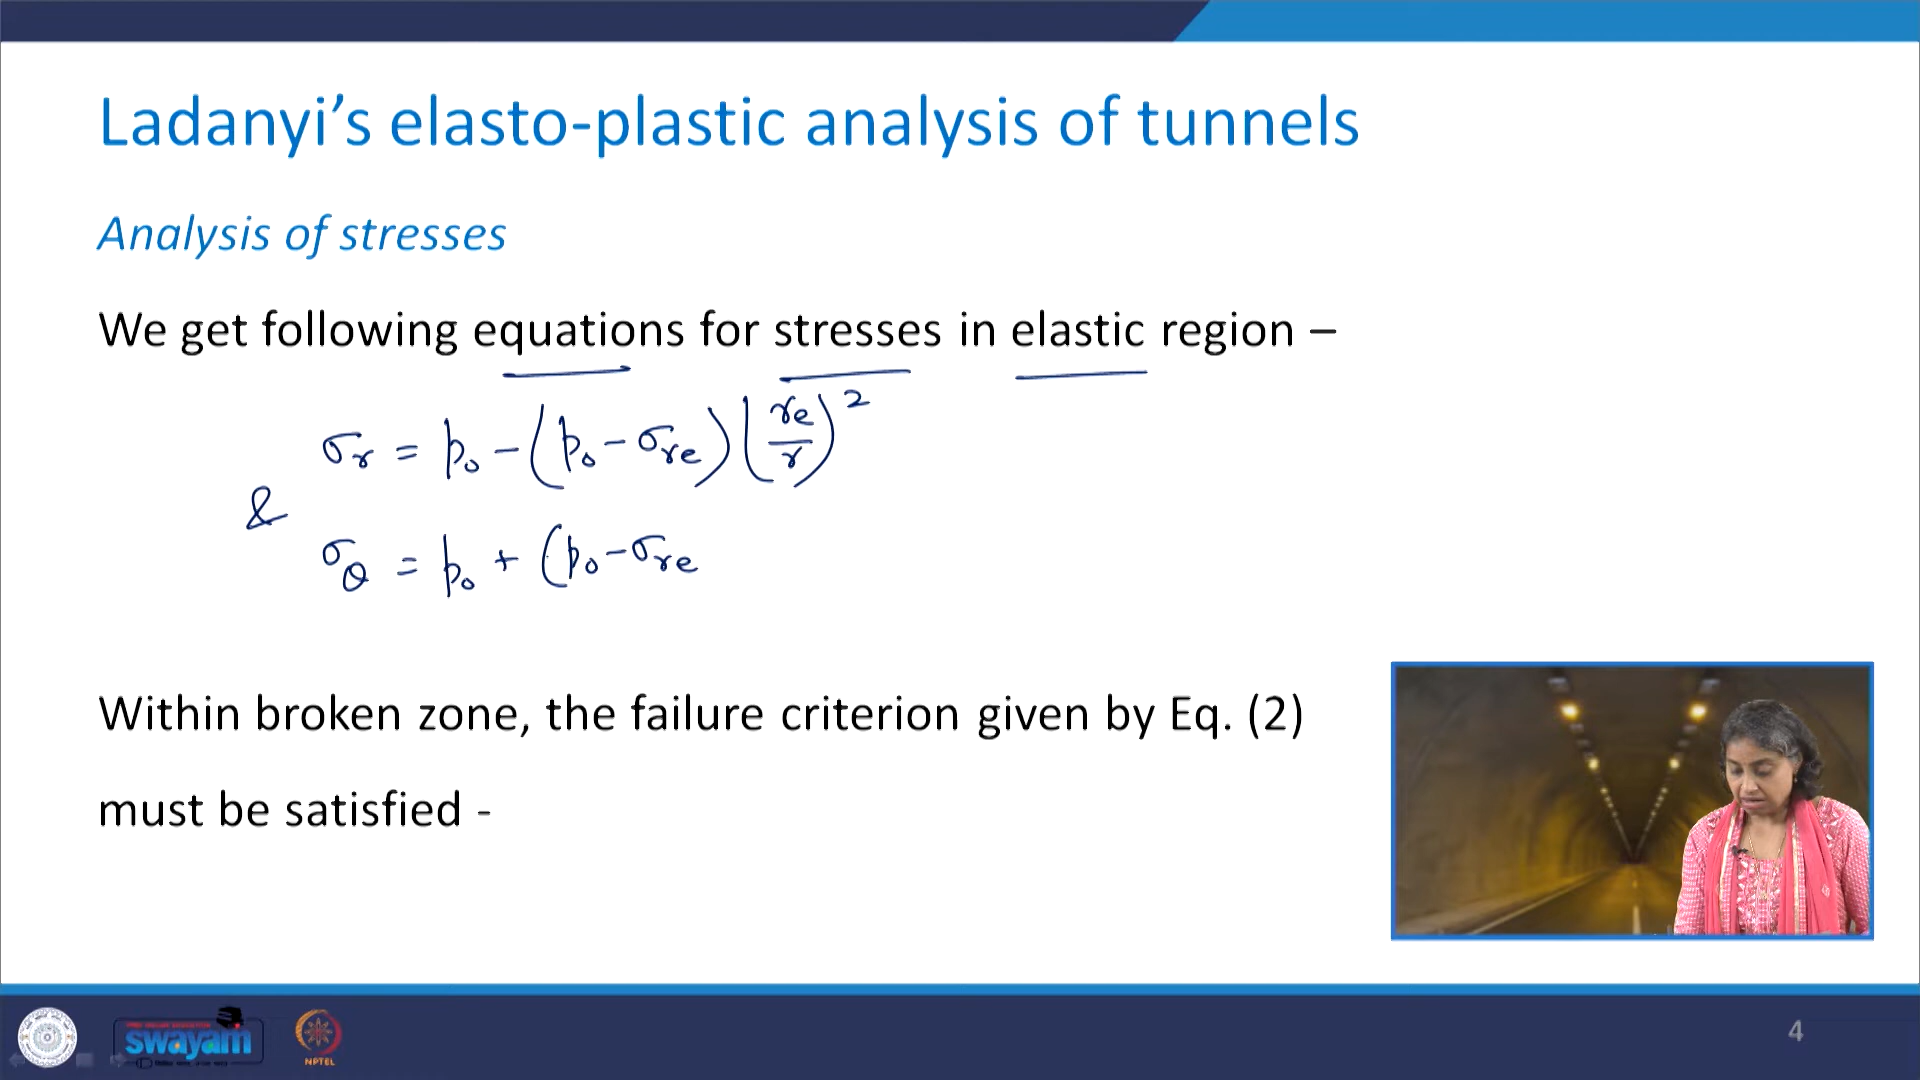 Ladanyi’s elasto-plastic analysis of tunnels
Analysis of stresses
We get following equations for stresses in elastic region –
σr = p₀ − (p₀ − σre) (re/r)²
&
σθ = p₀ + (p₀ − σre
Within broken zone, the failure criterion given by Eq. (2)
must be satisfied -
swayam
NPTEL
4